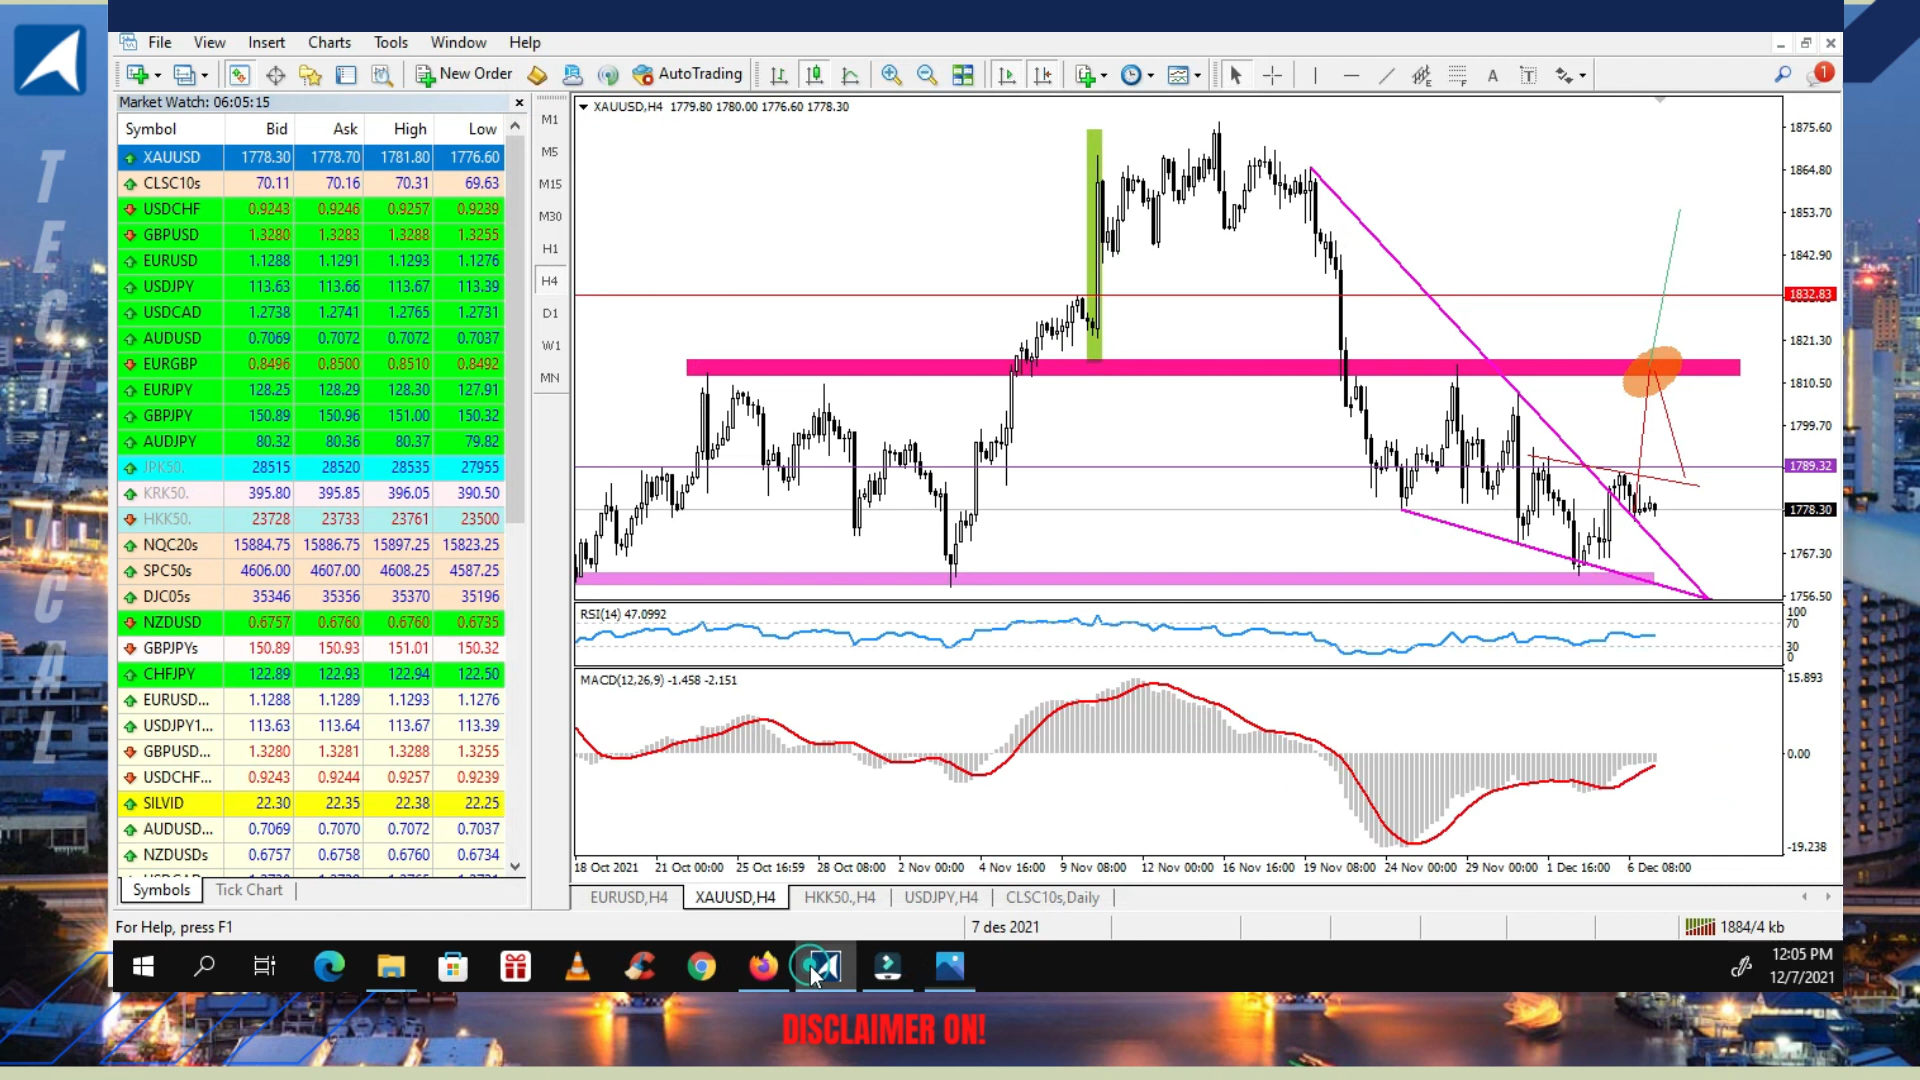 File View Insert Charts Tools Window Help
New Order AutoTrading 1
Market Watch: 06:05:15
Symbol Bid Ask High Low
XAUUSD 1778.30 1778.70 1781.80 1776.60
CLSC10s 70.11 70.16 70.31 69.63
USDCHF 0.9243 0.9246 0.9257 0.9239
GBPUSD 1.3280 1.3283 1.3288 1.3255
EURUSD 1.1288 1.1291 1.1293 1.1276
USDJPY 113.63 113.66 113.67 113.39
USDCAD 1.2738 1.2741 1.2765 1.2731
AUDUSD 0.7069 0.7072 0.7072 0.7037
EURGBP 0.8496 0.8500 0.8510 0.8492
EURJPY 128.25 128.29 128.30 127.91
GBPJPY 150.89 150.96 151.00 150.32
AUDJPY 80.32 80.36 80.37 79.82
JPK50. 28515 28520 28535 27955
KRK50. 395.80 395.85 396.05 390.50
HKK50. 23728 23733 23761 23500
NQC20s 15884.75 15886.75 15897.25 15823.25
SPC50s 4606.00 4607.00 4608.25 4587.25
DJC05s 35346 35356 35370 35196
NZDUSD 0.6757 0.6760 0.6760 0.6735
GBPJPYs 150.89 150.93 151.01 150.32
CHFJPY 122.89 122.93 122.94 122.50
EURUSD... 1.1288 1.1289 1.1293 1.1276
USDJPY1... 113.63 113.64 113.67 113.39
GBPUSD... 1.3280 1.3281 1.3288 1.3255
USDCHF... 0.9243 0.9244 0.9257 0.9239
SILVID 22.30 22.35 22.38 22.25
AUDUSD... 0.7069 0.7070 0.7072 0.7037
NZDUSDs 0.6757 0.6758 0.6760 0.6734
Symbols Tick Chart
M1
M5
M15
M30
H1
H4
D1
W1
MN
XAUUSD,H4 1779.80 1780.00 1776.60 1778.30
1875.60
1864.80
1853.70
1842.90
1832.83
1821.30
1810.50
1799.70
1789.32
1778.30
1767.30
1756.50
RSI(14) 47.0992
100
70
30
0
MACD(12,26,9) -1.458 -2.151
15.893
0.00
-19.238
18 Oct 2021 21 Oct 00:00 25 Oct 16:59 28 Oct 08:00 2 Nov 00:00 4 Nov 16:00 9 Nov 08:00 12 Nov 00:00 16 Nov 16:00 19 Nov 08:00 24 Nov 00:00 29 Nov 00:00 1 Dec 16:00 6 Dec 08:00
EURUSD,H4 XAUUSD,H4 HKK50.,H4 USDJPY,H4 CLSC10s,Daily
For Help, press F1 7 des 2021 1884/4 kb
12:05 PM
12/7/2021
TECHNICAL
DISCLAIMER ON!